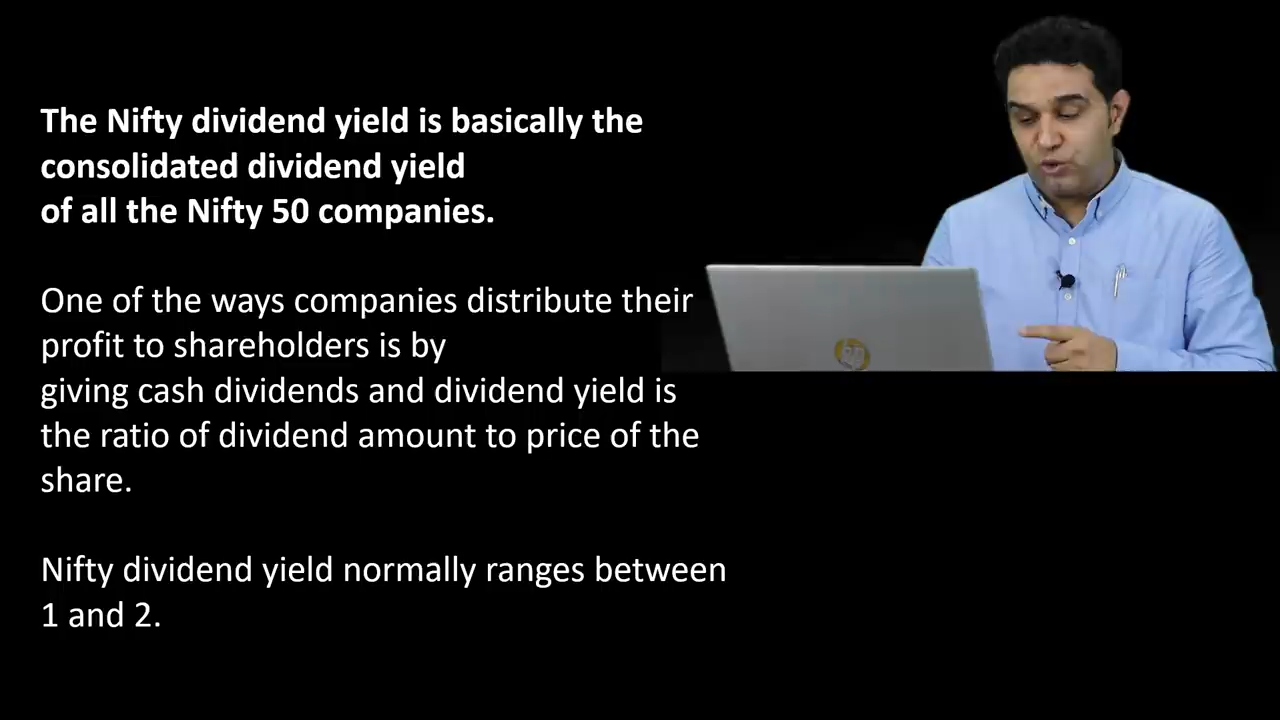 The Nifty dividend yield is basically the
consolidated dividend yield
of all the Nifty 50 companies.
One of the ways companies distribute their
profit to shareholders is by
giving cash dividends and dividend yield is
the ratio of dividend amount to price of the
share.
Nifty dividend yield normally ranges between
1 and 2.
hp